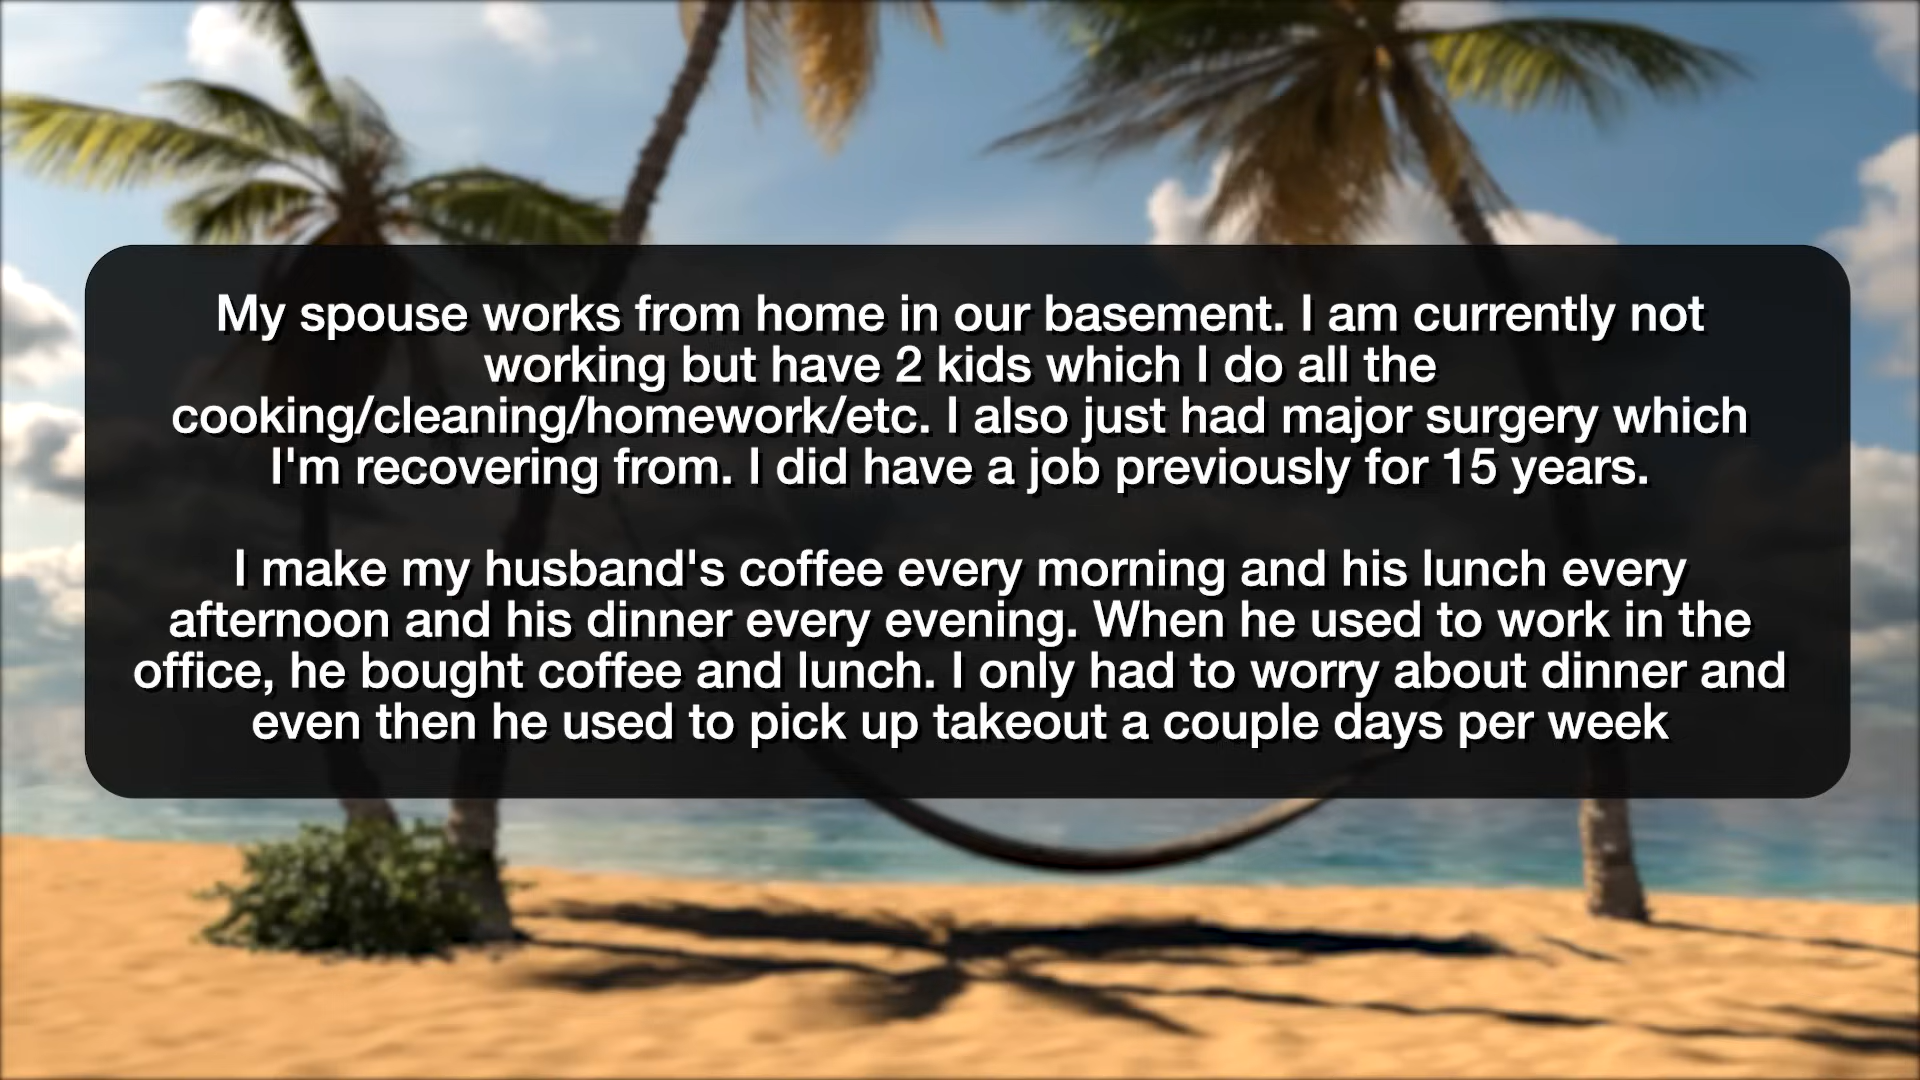 My spouse works from home in our basement. I am currently not
working but have 2 kids which I do all the
cooking/cleaning/homework/etc. I also just had major surgery which
I'm recovering from. I did have a job previously for 15 years.
I make my husband's coffee every morning and his lunch every
afternoon and his dinner every evening. When he used to work in the
office, he bought coffee and lunch. I only had to worry about dinner and
even then he used to pick up takeout a couple days per week